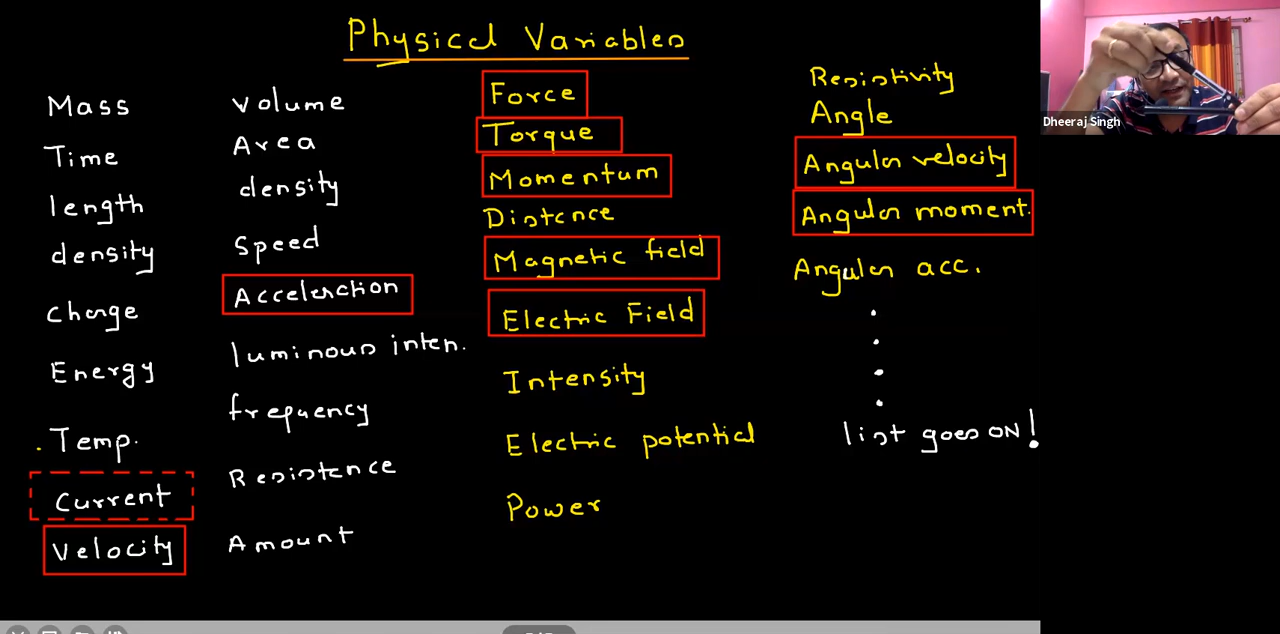 Physical Variables
Mass
Time
length
density
Charge
Energy
Temp.
Current
Velocity
Volume
Area
density
Speed
Acceleration
luminous inten.
frequency
Resistence
Amount
Force
Torque
Momentum
Distance
Magnetic field
Electric Field
Intensity
Electric potential
Power
Resistivity
Angle
Angular velocity
Angular moment.
Angular acc.
list goes ON!
Dheeraj Singh